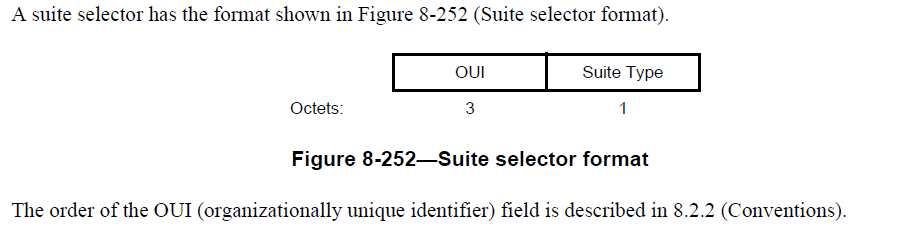 A suite selector has the format shown in Figure 8-252 (Suite selector format).
OUI Suite Type
Octets: 3 1
Figure 8-252—Suite selector format
The order of the OUI (organizationally unique identifier) field is described in 8.2.2 (Conventions).